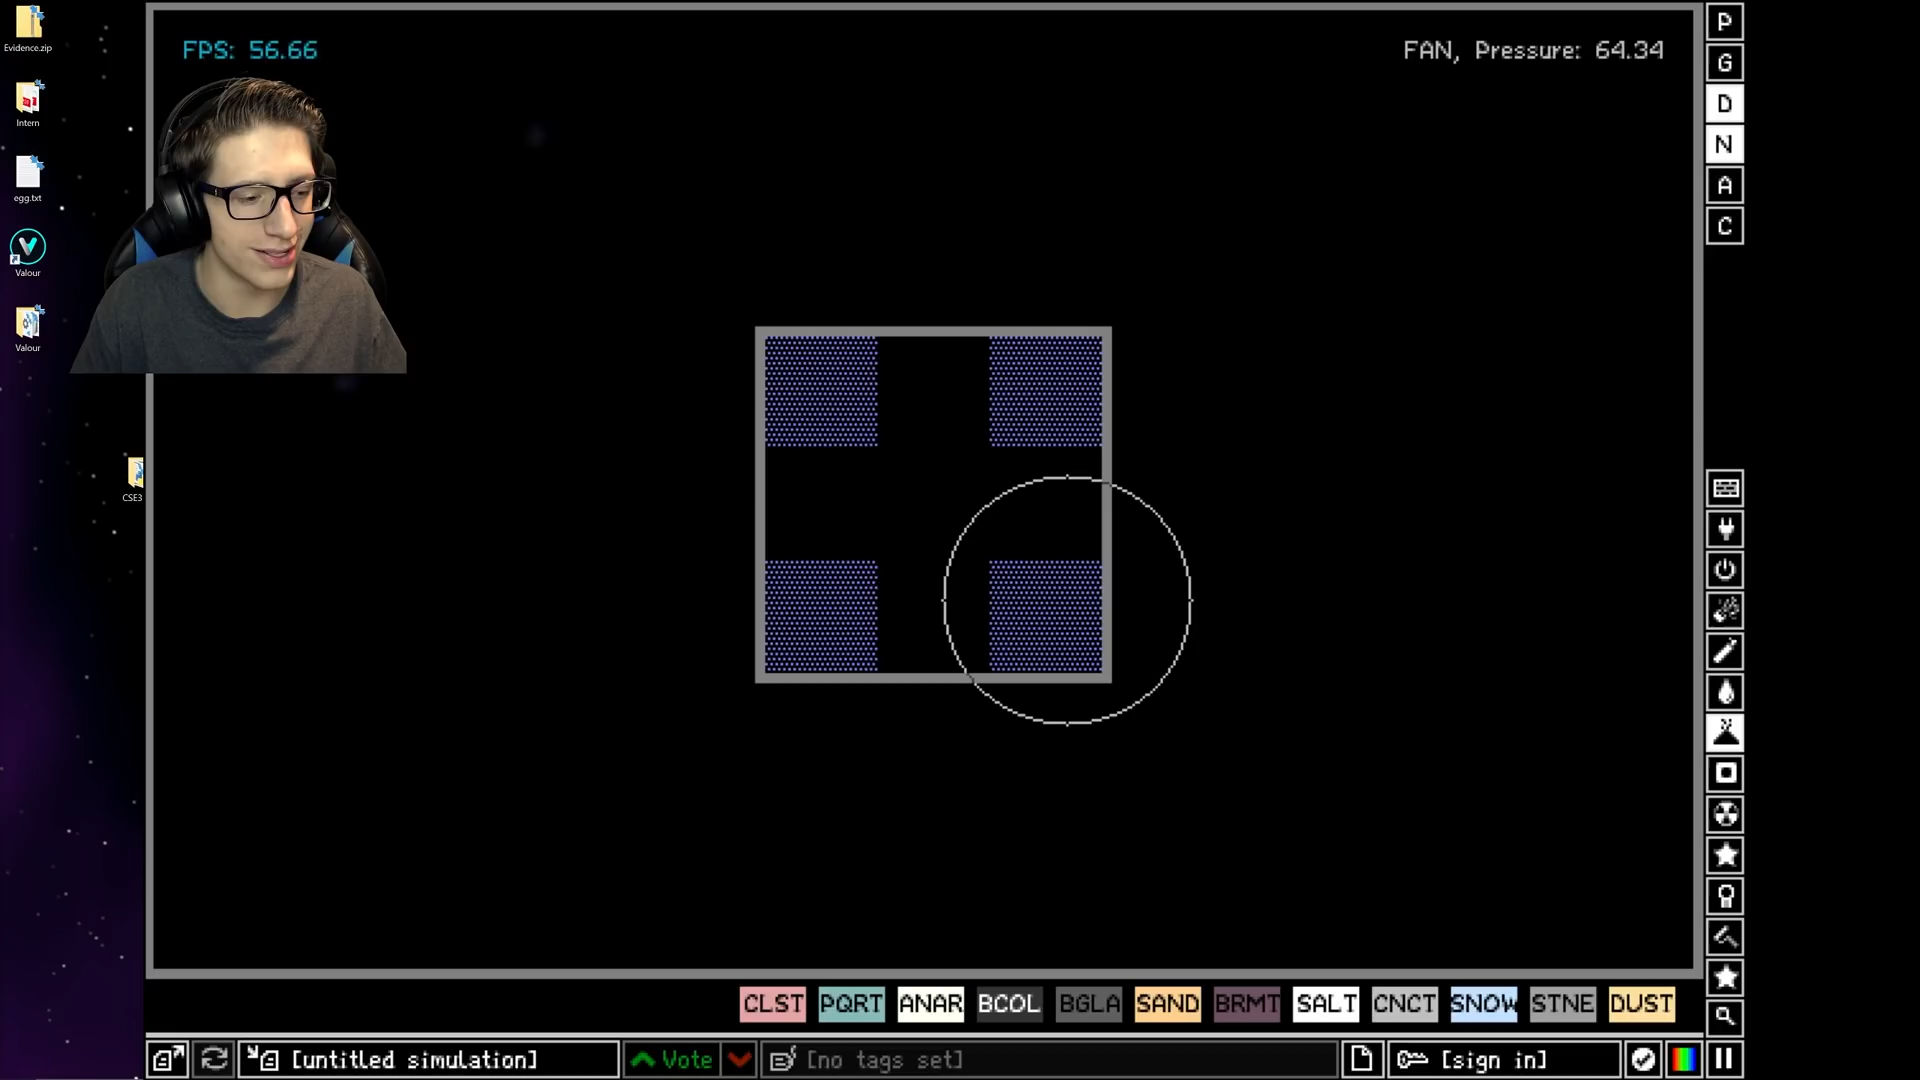 Evidence.zip
Intern
egg.txt
Valour
Valour
CSE3
FPS: 56.66
FAN, Pressure: 64.34
P
G
D
N
A
C
CLST PQRT ANAR BCOL BGLA SAND BRMT SALT CNCT SNOW STNE DUST
[untitled simulation] Vote [no tags set] [sign in]